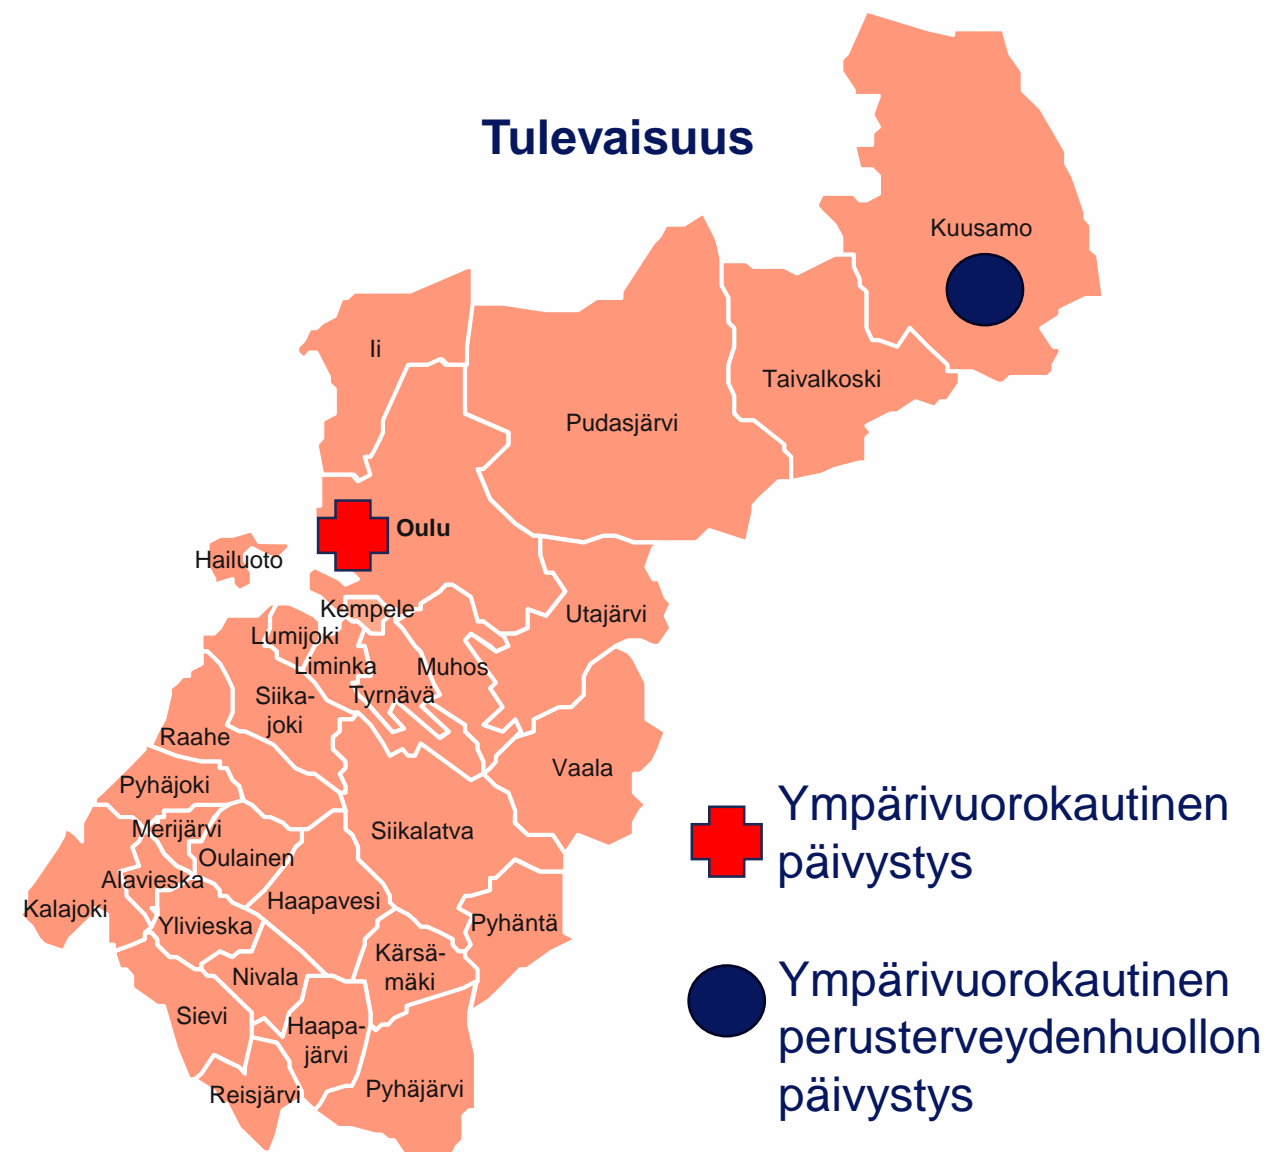 Tulevaisuus
Kuusamo
Ii
Taivalkoski
Pudasjärvi
Oulu
Hailuoto
Kempele
Utajärvi
Lumijoki
Liminka
Muhos
Tyrnävä
Siika-
joki
Raahe
Vaala
Pyhäjoki
Merijärvi
Siikalatva
Oulainen
Alavieska
Haapavesi
Kalajoki
Ylivieska
Pyhäntä
Kärsä-
mäki
Nivala
Sievi
Haapa-
järvi
Reisjärvi
Pyhäjärvi
Ympärivuorokautinen
päivystys
Ympärivuorokautinen
perusterveydenhuollon
päivystys